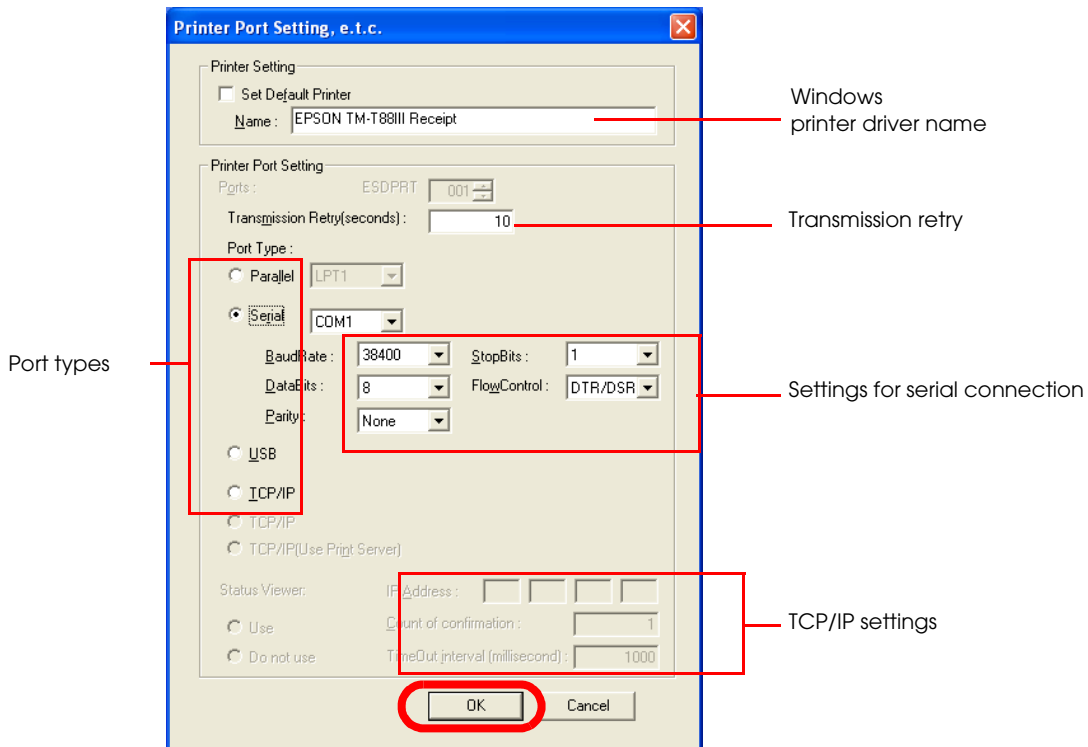 Printer Port Setting, e.t.c.
Printer Setting
Set Default Printer
Name : EPSON TM-T88III Receipt
Windows
printer driver name
Printer Port Setting
Ports : ESDPRT 001
Transmission Retry(seconds) : 10
Transmission retry
Port Type :
Parallel LPT1
Serial COM1
Port types
BaudRate : 38400 StopBits : 1
DataBits : 8 FlowControl : DTR/DSR
Settings for serial connection
Parity : None
USB
TCP/IP
TCP/IP
TCP/IP(Use Print Server)
Status Viewer: IP Address :
Use Count of confirmation : 1
TCP/IP settings
Do not use TimeOut interval (millisecond) : 1000
OK Cancel